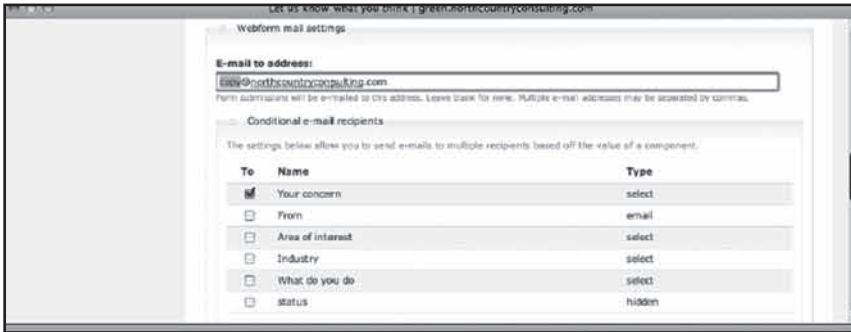 Let us know what you think | green.northcountryconsulting.com
Webform mail settings
E-mail to address:
copy@northcountryconsulting.com
Form submissions will be e-mailed to this address. Leave blank for none. Multiple e-mail addresses may be separated by commas.
Conditional e-mail recipients
The settings below allow you to send e-mails to multiple recipients based off the value of a component.
To Name Type
Your concern select
From email
Area of interest select
Industry select
What do you do select
status hidden